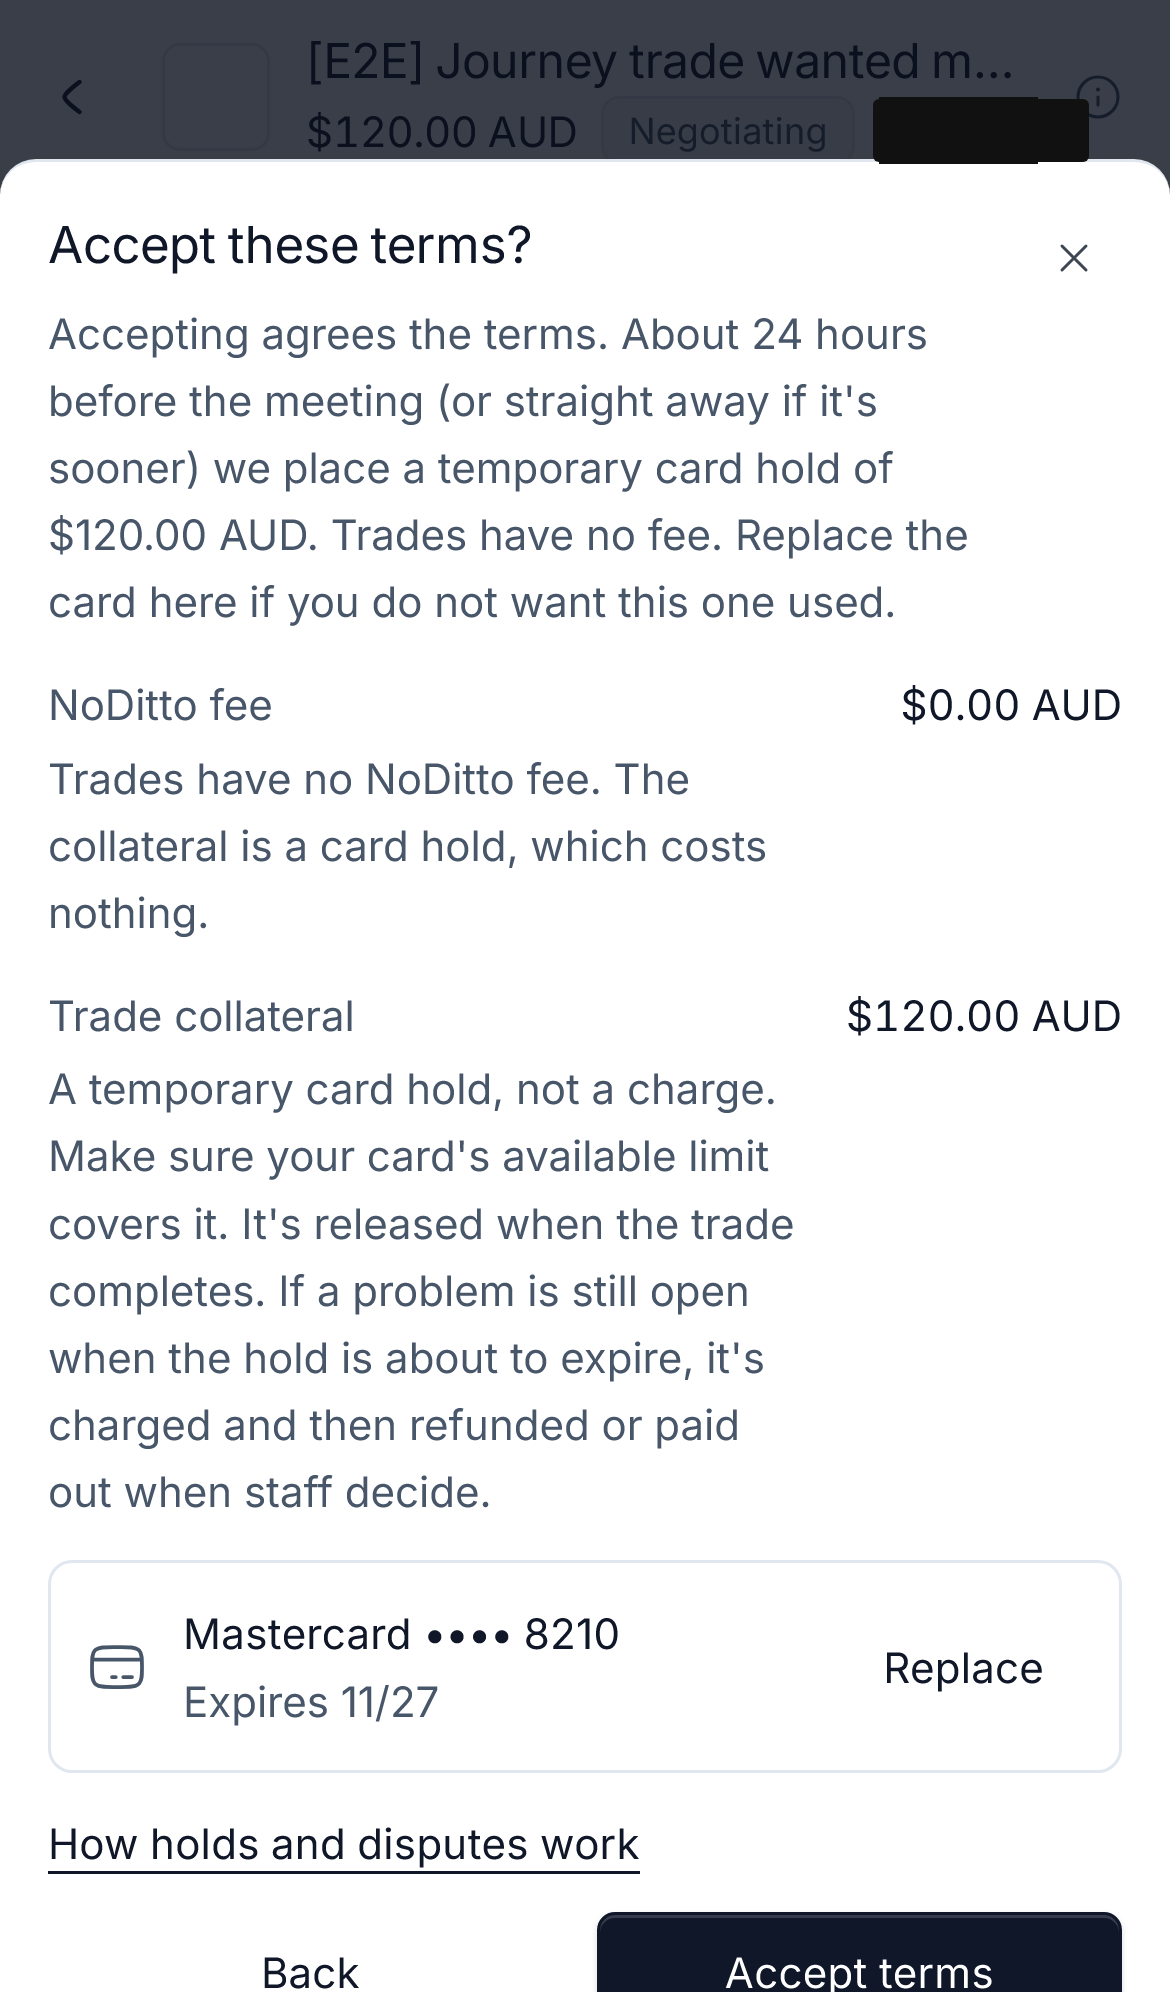 [E2E] Journey trade wanted m...
$120.00 AUD Negotiating
Accept these terms?
Accepting agrees the terms. About 24 hours
before the meeting (or straight away if it's
sooner) we place a temporary card hold of
$120.00 AUD. Trades have no fee. Replace the
card here if you do not want this one used.
NoDitto fee $0.00 AUD
Trades have no NoDitto fee. The
collateral is a card hold, which costs
nothing.
Trade collateral $120.00 AUD
A temporary card hold, not a charge.
Make sure your card's available limit
covers it. It's released when the trade
completes. If a problem is still open
when the hold is about to expire, it's
charged and then refunded or paid
out when staff decide.
Mastercard •••• 8210
Expires 11/27
Replace
How holds and disputes work
Back Accept terms